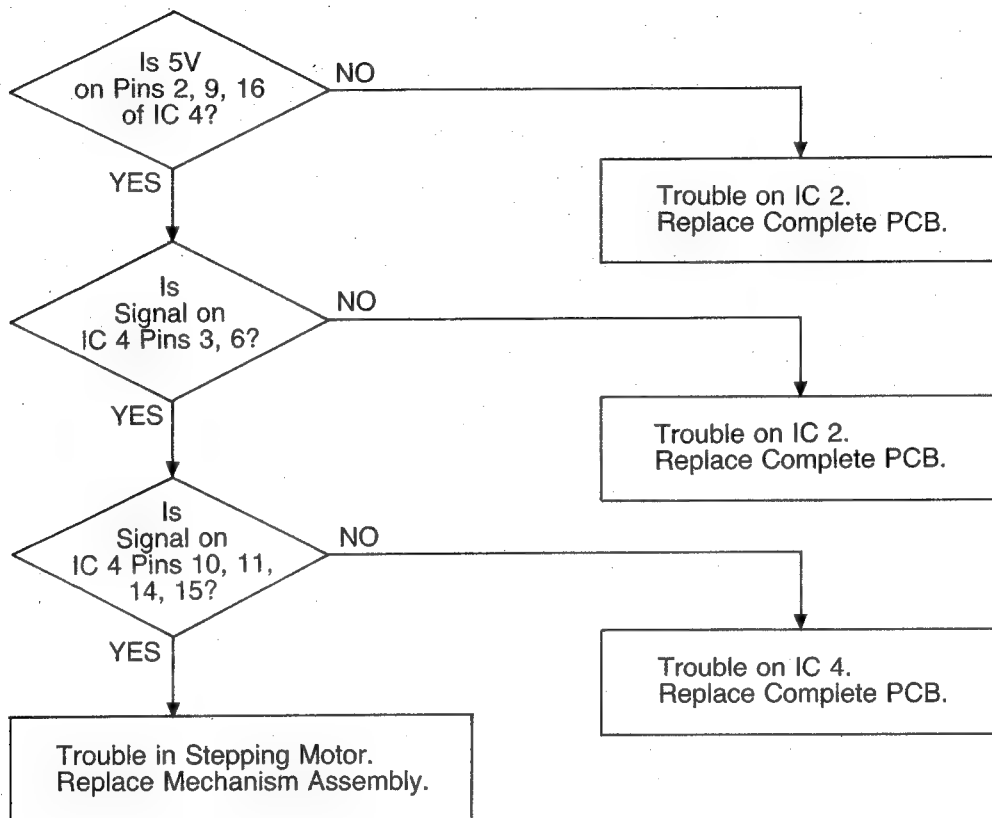 Is 5V
on Pins 2, 9, 16
of IC 4?
NO
YES
Trouble on IC 2.
Replace Complete PCB.
Is
Signal on
IC 4 Pins 3, 6?
NO
YES
Trouble on IC 2.
Replace Complete PCB.
Is
Signal on
IC 4 Pins 10, 11,
14, 15?
NO
YES
Trouble on IC 4.
Replace Complete PCB.
Trouble in Stepping Motor.
Replace Mechanism Assembly.